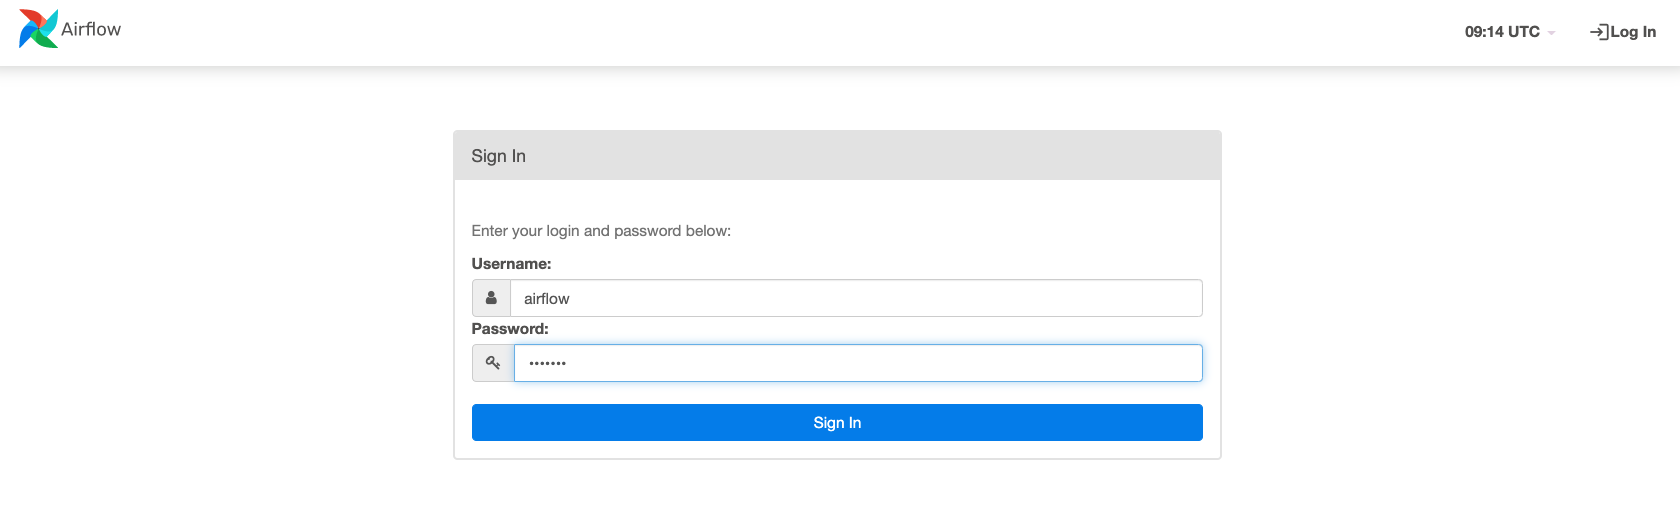 Airflow
09:14 UTC
Log In
Sign In
Enter your login and password below:
Username:
airflow
Password:
•••••••
Sign In